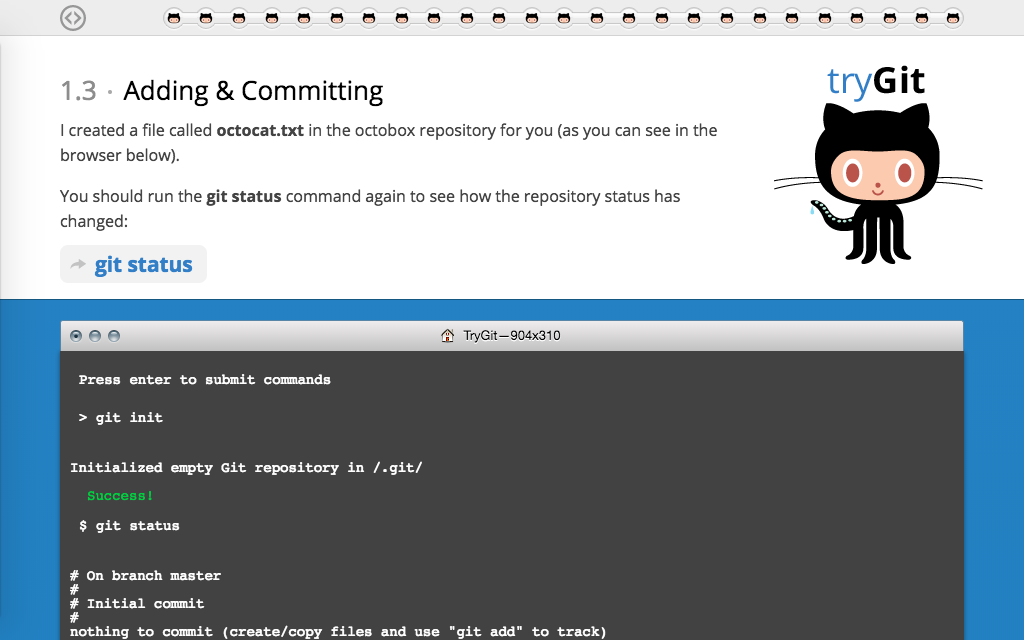 tryGit
1.3 · Adding & Committing
I created a file called octocat.txt in the octobox repository for you (as you can see in the
browser below).
You should run the git status command again to see how the repository status has
changed:
git status
TryGit—904x310
Press enter to submit commands
> git init
Initialized empty Git repository in /.git/
Success!
$ git status
# On branch master
#
# Initial commit
#
nothing to commit (create/copy files and use "git add" to track)